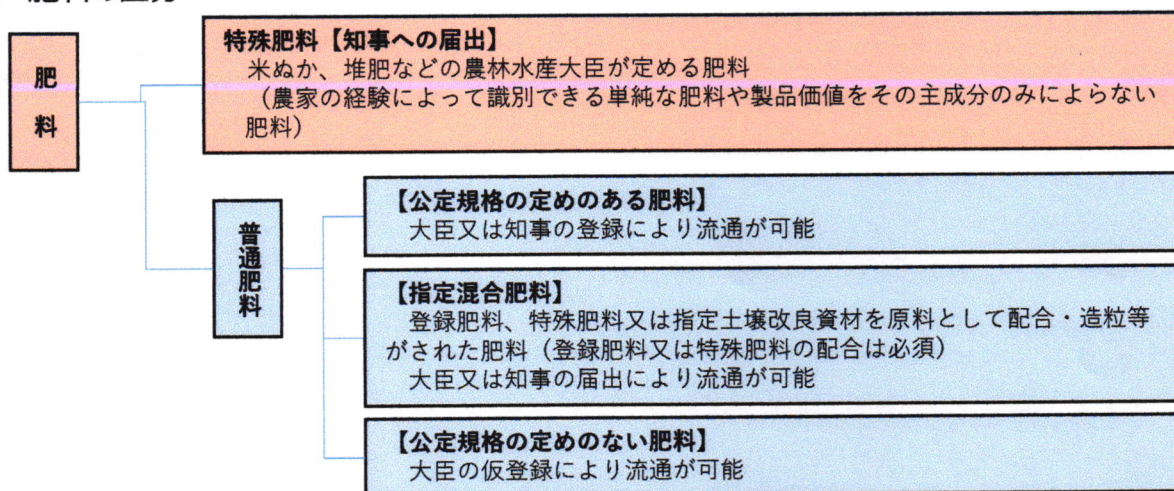 肥料
特殊肥料【知事への届出】
米ぬか、堆肥などの農林水産大臣が定める肥料
（農家の経験によって識別できる単純な肥料や製品価値をその主成分のみによらない
肥料）
普通肥料
【公定規格の定めのある肥料】
大臣又は知事の登録により流通が可能
【指定混合肥料】
登録肥料、特殊肥料又は指定土壌改良資材を原料として配合・造粒等
がされた肥料（登録肥料又は特殊肥料の配合は必須）
大臣又は知事の届出により流通が可能
【公定規格の定めのない肥料】
大臣の仮登録により流通が可能